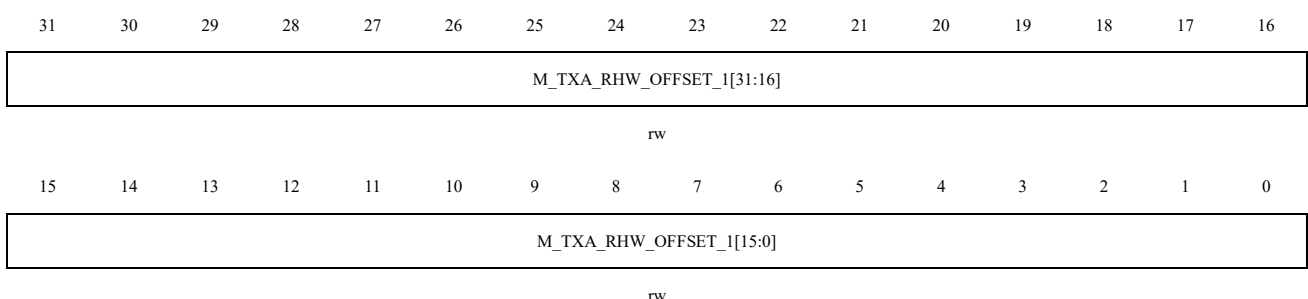 31 30 29 28 27 26 25 24 23 22 21 20 19 18 17 16
M_TXA_RHW_OFFSET_1[31:16]
rw
15 14 13 12 11 10 9 8 7 6 5 4 3 2 1 0
M_TXA_RHW_OFFSET_1[15:0]
rw